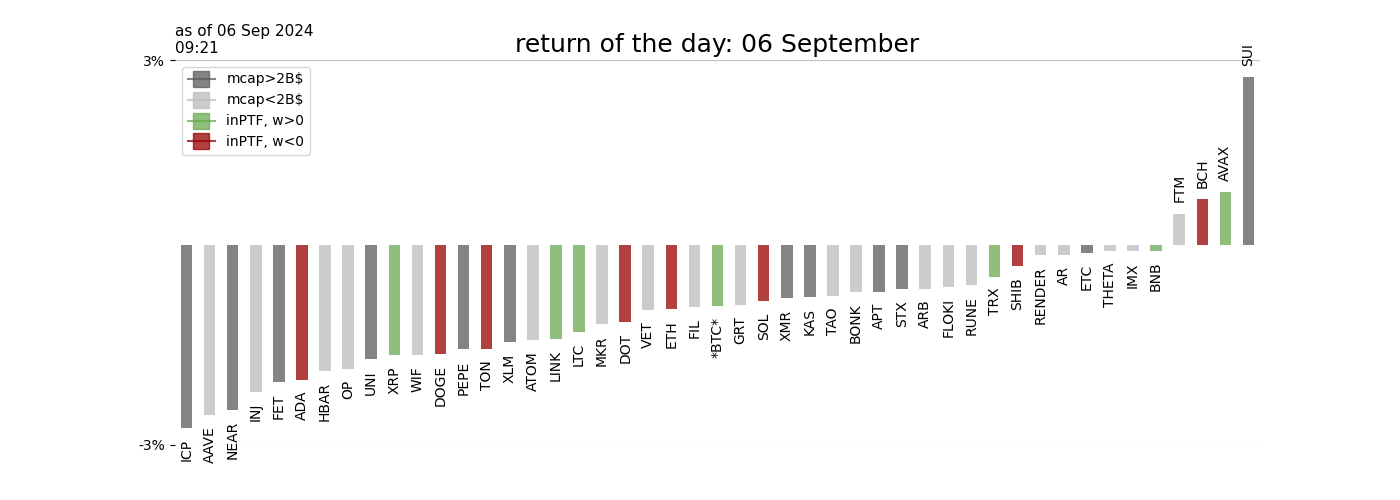 as of 06 Sep 2024
09:21
return of the day: 06 September
3%
mcap>2B$
mcap<2B$
inPTF, w>0
inPTF, w<0
-3%
ICP
AAVE
NEAR
INJ
FET
ADA
HBAR
OP
UNI
XRP
WIF
DOGE
PEPE
TON
XLM
ATOM
LINK
LTC
MKR
DOT
VET
ETH
FIL
*BTC*
GRT
SOL
XMR
KAS
TAO
BONK
APT
STX
ARB
FLOKI
RUNE
TRX
SHIB
RENDER
AR
ETC
THETA
IMX
BNB
FTM
BCH
AVAX
SUI